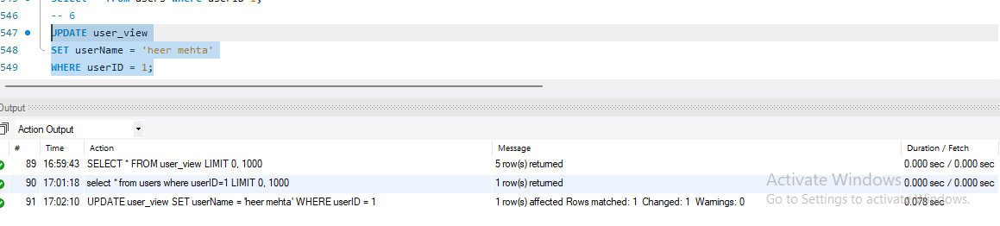 546 -- 6
547 UPDATE user_view
548 SET userName = 'heer mehta'
549 WHERE userID = 1;
Output
Action Output
# Time Action Message Duration / Fetch
89 16:59:43 SELECT * FROM user_view LIMIT 0, 1000 5 row(s) returned 0.000 sec / 0.000 sec
90 17:01:18 select * from users where userID=1 LIMIT 0, 1000 1 row(s) returned 0.000 sec / 0.000 sec
91 17:02:10 UPDATE user_view SET userName = 'heer mehta' WHERE userID = 1 1 row(s) affected Rows matched: 1 Changed: 1 Warnings: 0 0.078 sec
Activate Windows
Go to Settings to activate Windows.